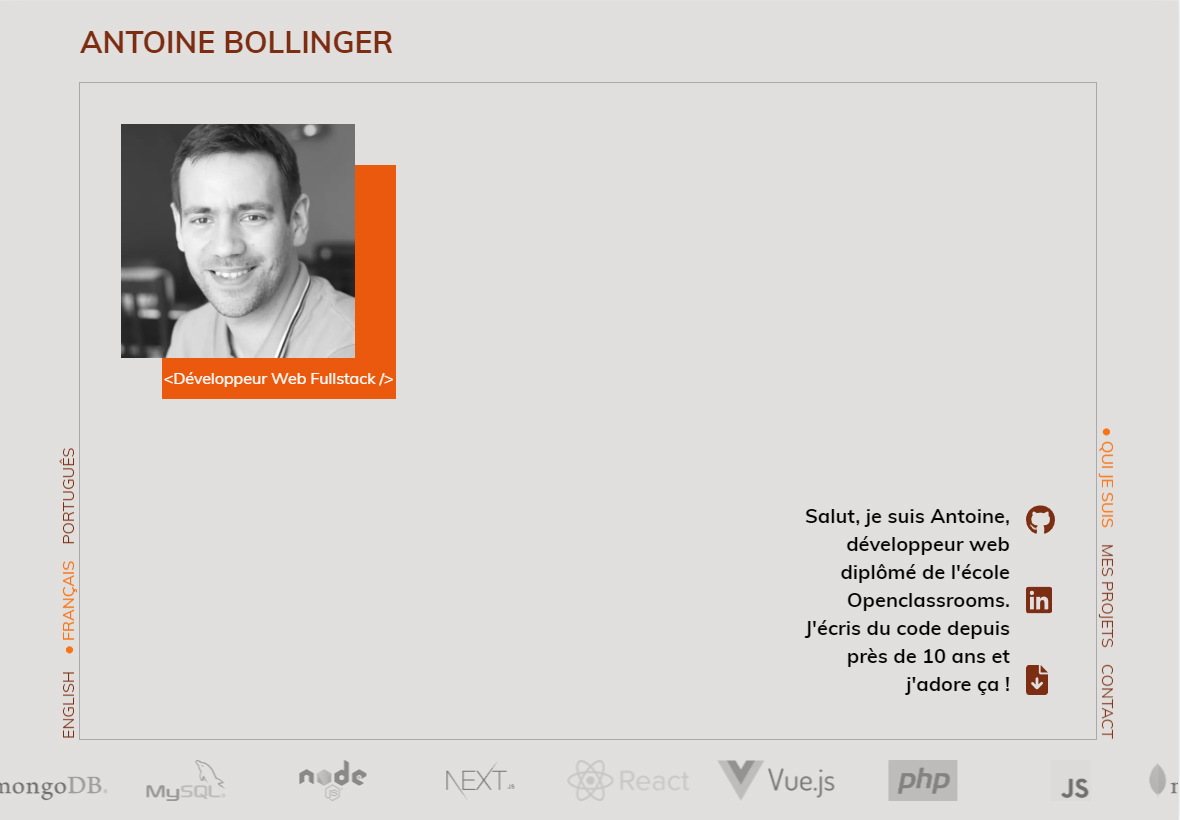 ANTOINE BOLLINGER
<Développeur Web Fullstack />
PORTUGUÊS
• FRANÇAIS
ENGLISH
• QUI JE SUIS
MES PROJETS
CONTACT
Salut, je suis Antoine,
développeur web
diplômé de l'école
Openclassrooms.
J'écris du code depuis
près de 10 ans et
j'adore ça !
in
mongoDB.
MySQL
node
JS
NEXT.JS
React
Vue.js
php
JS